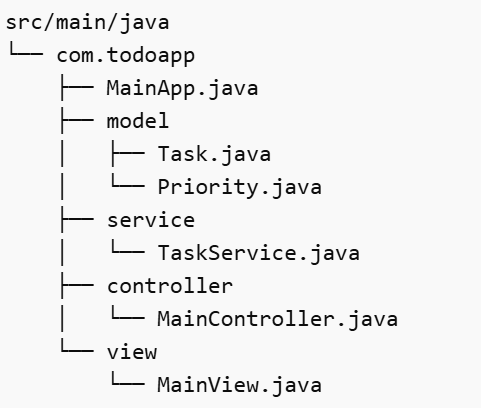 src/main/java
└── com.todoapp
    ├── MainApp.java
    ├── model
    │   ├── Task.java
    │   └── Priority.java
    ├── service
    │   └── TaskService.java
    ├── controller
    │   └── MainController.java
    └── view
        └── MainView.java